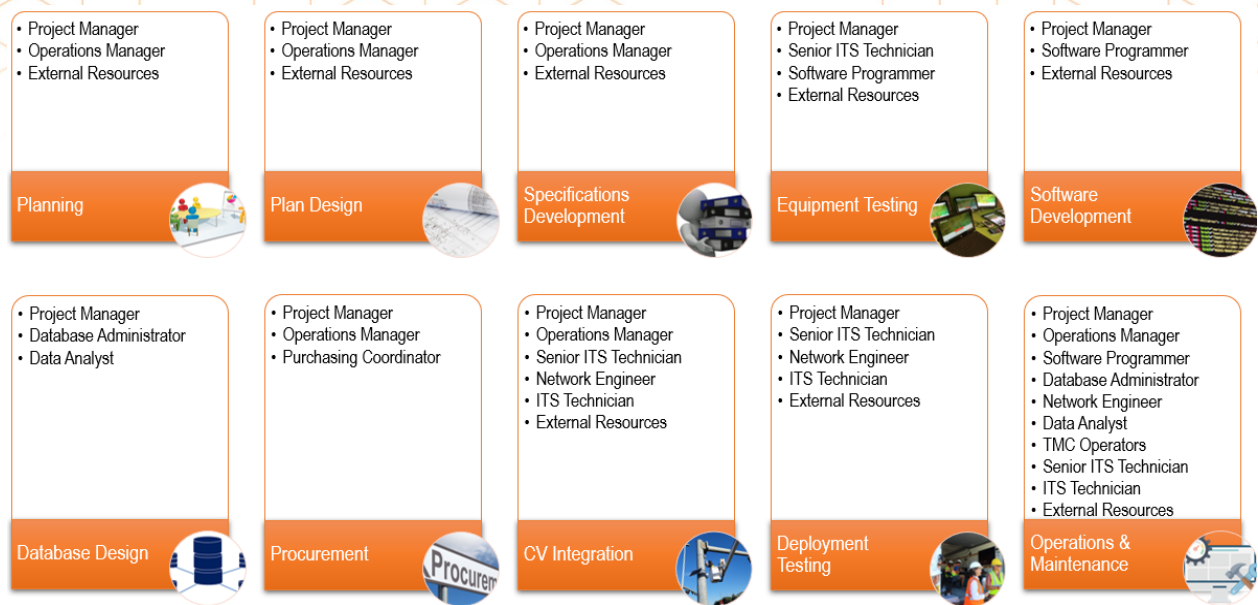 • Project Manager
• Operations Manager
• External Resources
Planning
• Project Manager
• Operations Manager
• External Resources
Plan Design
• Project Manager
• Operations Manager
• External Resources
Specifications
Development
• Project Manager
• Senior ITS Technician
• Software Programmer
• External Resources
Equipment Testing
• Project Manager
• Software Programmer
• External Resources
Software
Development
• Project Manager
• Database Administrator
• Data Analyst
Database Design
• Project Manager
• Operations Manager
• Purchasing Coordinator
Procurement
Procurem
• Project Manager
• Operations Manager
• Senior ITS Technician
• Network Engineer
• ITS Technician
• External Resources
CV Integration
• Project Manager
• Senior ITS Technician
• Network Engineer
• ITS Technician
• External Resources
Deployment
Testing
• Project Manager
• Operations Manager
• Software Programmer
• Database Administrator
• Network Engineer
• Data Analyst
• TMC Operators
• Senior ITS Technician
• ITS Technician
• External Resources
Operations &
Maintenance